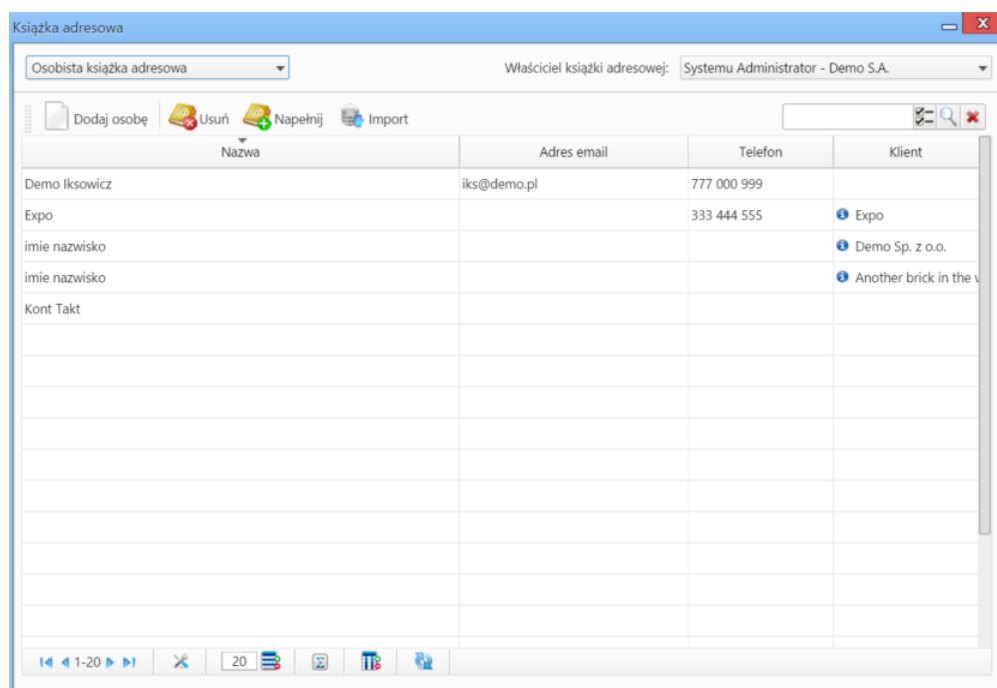 Książka adresowa
Osobista książka adresowa Właściciel książki adresowej: Systemu Administrator - Demo S.A.
Dodaj osobę Usuń Napełnij Import
Nazwa Adres email Telefon Klient
Demo Iksowicz iks@demo.pl 777 000 999
Expo 333 444 555 Expo
imie nazwisko Demo Sp. z o.o.
imie nazwisko Another brick in the
Kont Takt
1-20 20